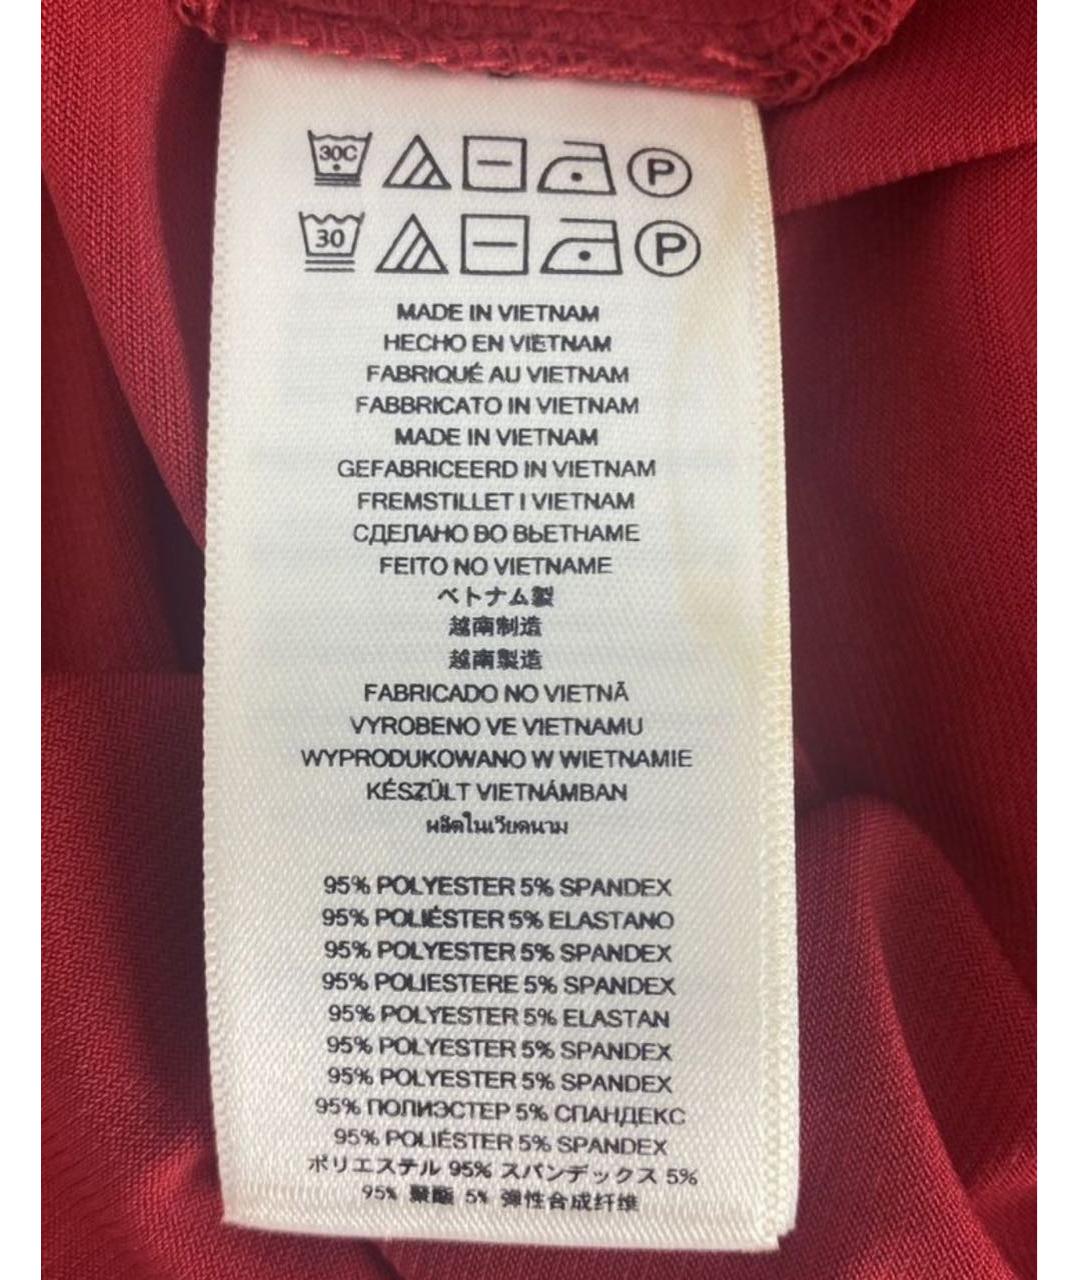 30C P
30 P
MADE IN VIETNAM
HECHO EN VIETNAM
FABRIQUÉ AU VIETNAM
FABBRICATO IN VIETNAM
MADE IN VIETNAM
GEFABRICEERD IN VIETNAM
FREMSTILLET I VIETNAM
СДЕЛАНО ВО ВЬЕТНАМЕ
FEITO NO VIETNAME
ベトナム製
越南制造
越南製造
FABRICADO NO VIETNÃ
VYROBENO VE VIETNAMU
WYPRODUKOWANO W WIETNAMIE
KÉSZÜLT VIETNÁMBAN
ผลิตในเวียดนาม
95% POLYESTER 5% SPANDEX
95% POLIÉSTER 5% ELASTANO
95% POLYESTER 5% SPANDEX
95% POLIESTERE 5% SPANDEX
95% POLYESTER 5% ELASTAN
95% POLYESTER 5% SPANDEX
95% POLYESTER 5% SPANDEX
95% ПОЛИЭСТЕР 5% СПАНДЕКС
95% POLIÉSTER 5% SPANDEX
ポリエステル 95% スパンデックス 5%
95% 聚酯 5% 弹性合成纤维